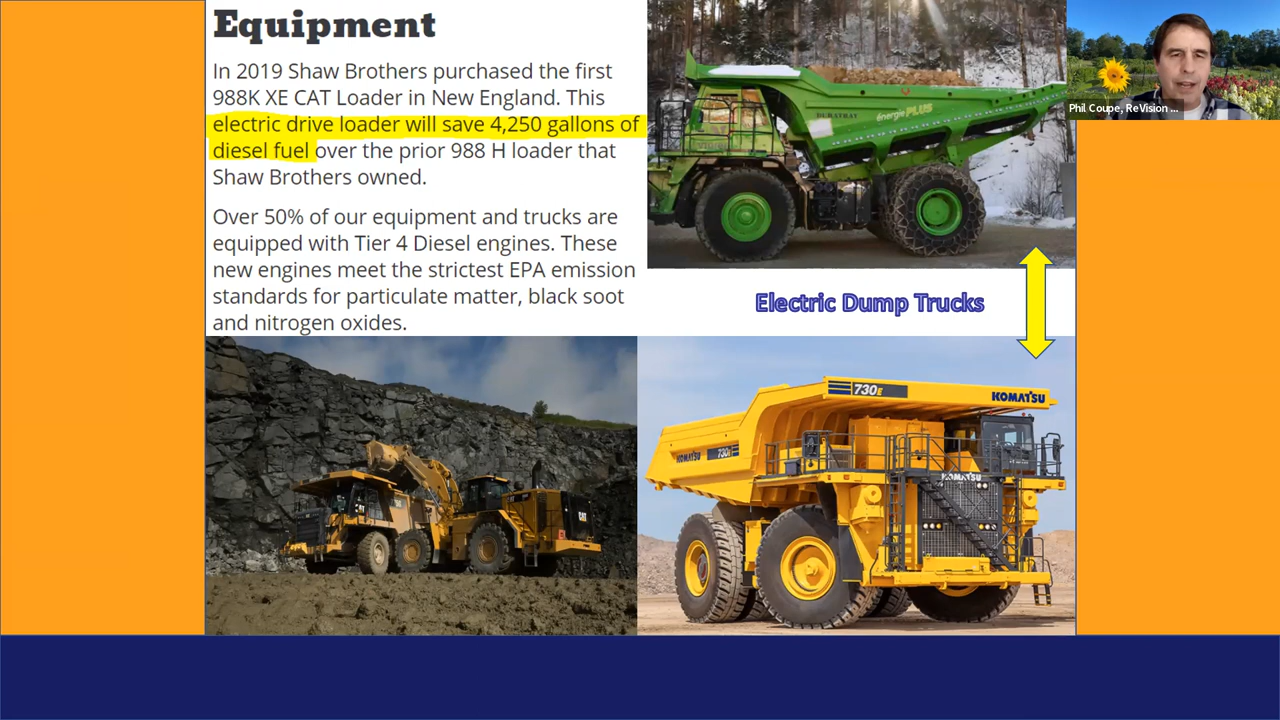 Equipment
In 2019 Shaw Brothers purchased the first
988K XE CAT Loader in New England. This
electric drive loader will save 4,250 gallons of
diesel fuel over the prior 988 H loader that
Shaw Brothers owned.
Over 50% of our equipment and trucks are
equipped with Tier 4 Diesel engines. These
new engines meet the strictest EPA emission
standards for particulate matter, black soot
and nitrogen oxides.
énergie PLUS
Phil Coupe, ReVision ...
Electric Dump Trucks
730E
KOMATSU
KOMATSU
730E
KOMATSU
CAT